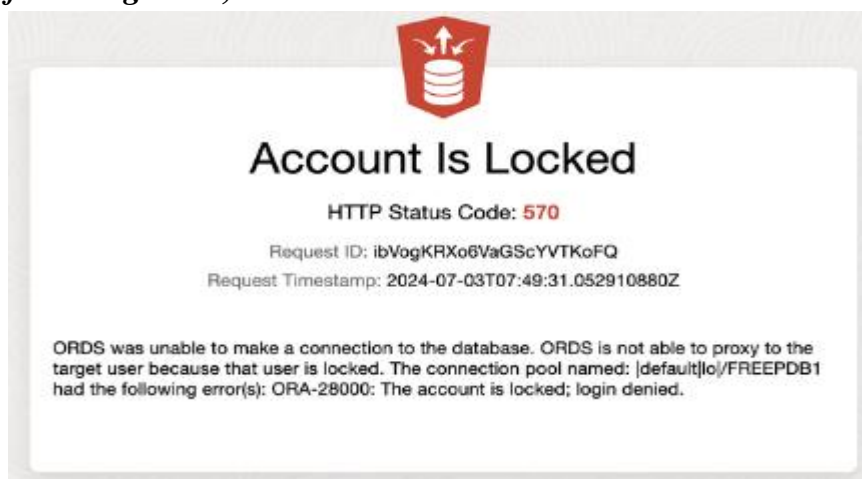 Account Is Locked
HTTP Status Code: 570
Request ID: ibVogKRXo6VaGScYVTKoFQ
Request Timestamp: 2024-07-03T07:49:31.052910880Z
ORDS was unable to make a connection to the database. ORDS is not able to proxy to the
target user because that user is locked. The connection pool named: |default|lo|/FREEPDB1
had the following error(s): ORA-28000: The account is locked; login denied.